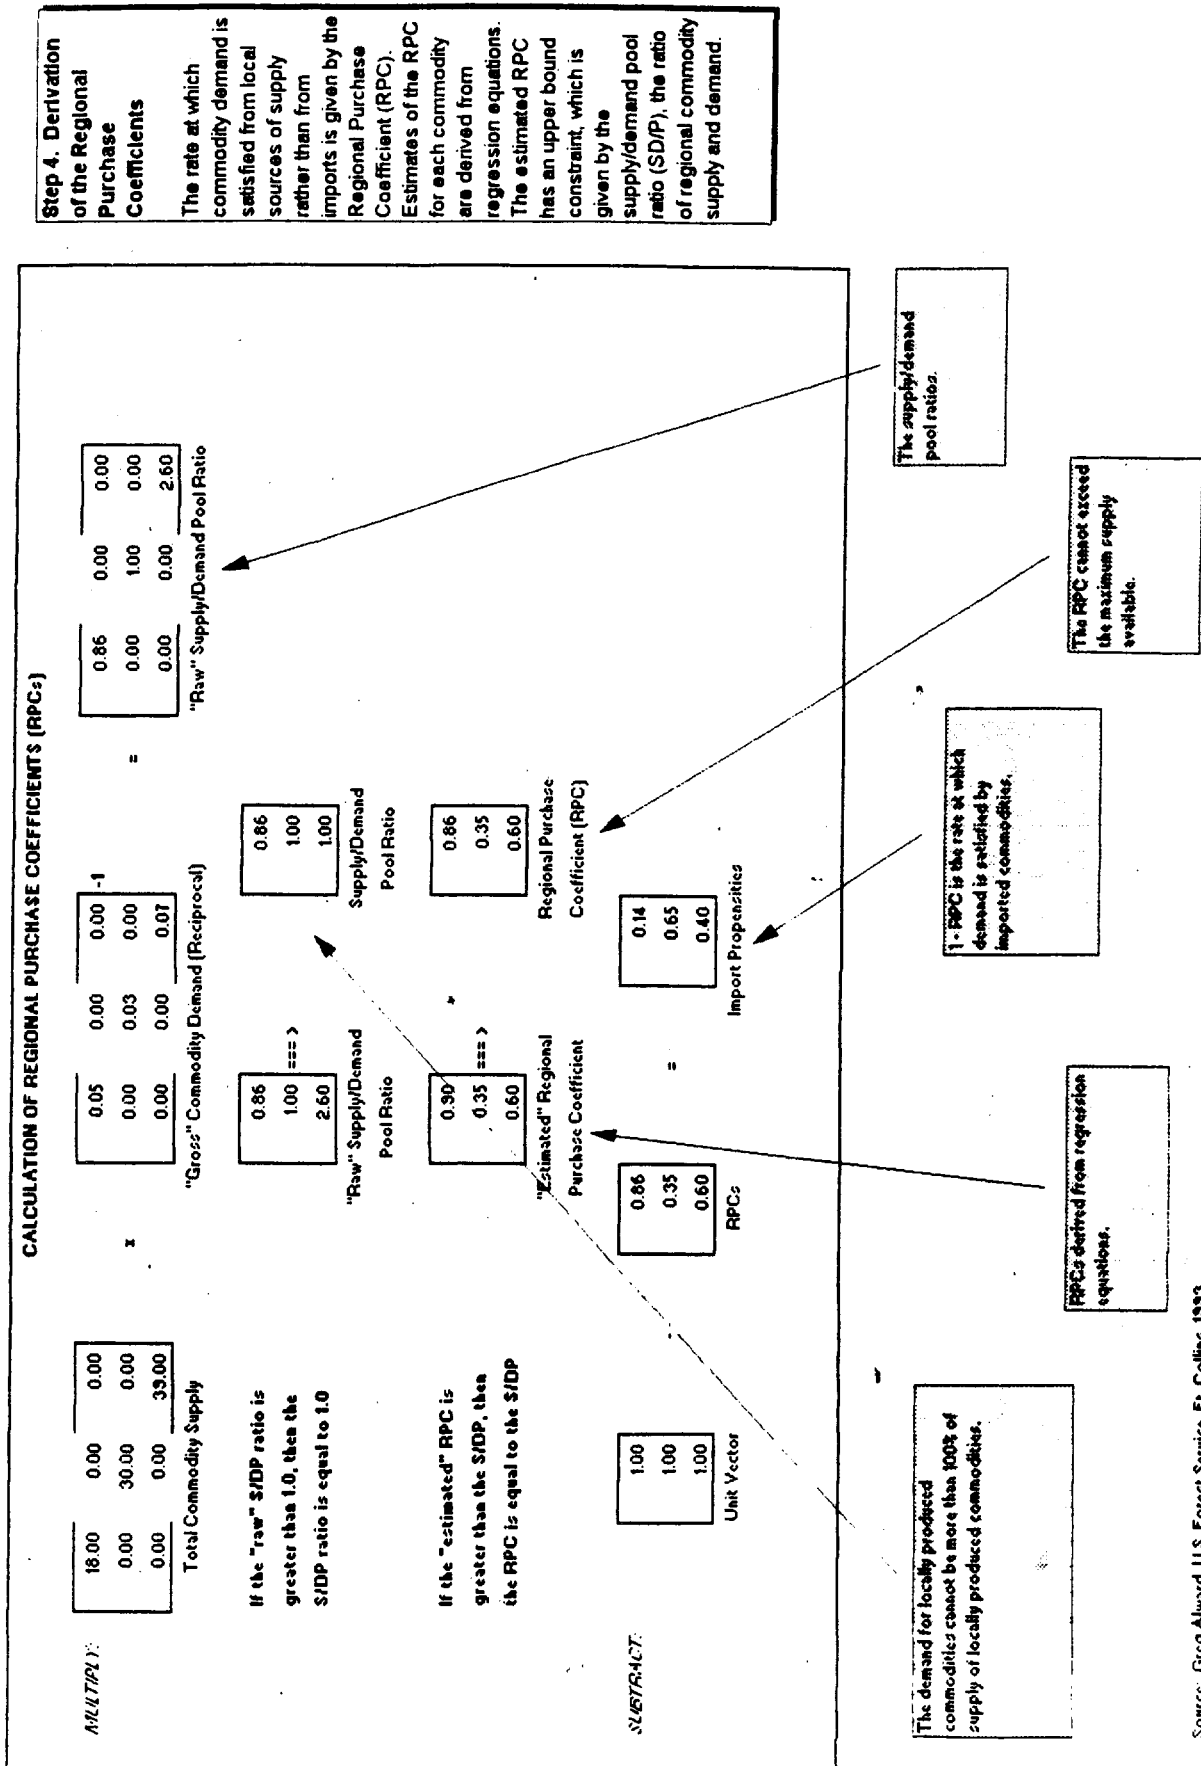 Step 4. Derivation
of the Regional
Purchase
Coefficients
The rate at which
commodity demand is
satisfied from local
sources of supply
rather than from
imports is given by the
Regional Purchase
Coefficient (RPC).
Estimates of the RPC
for each commodity
are derived from
regression equations.
The estimated RPC
has an upper bound
constraint, which is
given by the
supply/demand pool
ratio (SD/P), the ratio
of regional commodity
supply and demand.
CALCULATION OF REGIONAL PURCHASE COEFFICIENTS (RPCs)
MULTIPLY:
18.00 0.00 0.00
0.00 30.00 0.00
0.00 0.00 39.00
Total Commodity Supply
x
0.05 0.00 0.00 -1
0.00 0.03 0.00
0.00 0.00 0.07
"Gross" Commodity Demand (Reciprocal)
=
0.86 0.00 0.00
0.00 1.00 0.00
0.00 0.00 2.60
"Raw" Supply/Demand Pool Ratio
If the "raw" S/DP ratio is
greater than 1.0, then the
S/DP ratio is equal to 1.0
0.86
1.00 === >
2.60
"Raw" Supply/Demand
Pool Ratio
0.86
1.00
1.00
Supply/Demand
Pool Ratio
If the "estimated" RPC is
greater than the S/DP, then
the RPC is equal to the S/DP
0.90
0.35 === >
0.60
"Estimated" Regional
Purchase Coefficient
0.86
0.35
0.60
Regional Purchase
Coefficient (RPC)
SUBTRACT:
1.00
1.00
1.00
Unit Vector
0.86
0.35
0.60
RPCs
=
0.14
0.65
0.40
Import Propensities
The supply/demand
pool ratios.
The RPC cannot exceed
the maximum supply
available.
1 - RPC is the rate at which
demand is satisfied by
imported commodities.
RPCs derived from regression
equations.
The demand for locally produced
commodities cannot be more than 100% of
supply of locally produced commodities.
Source: Greg Alward, U.S. Forest Service, Ft. Collins, 1992